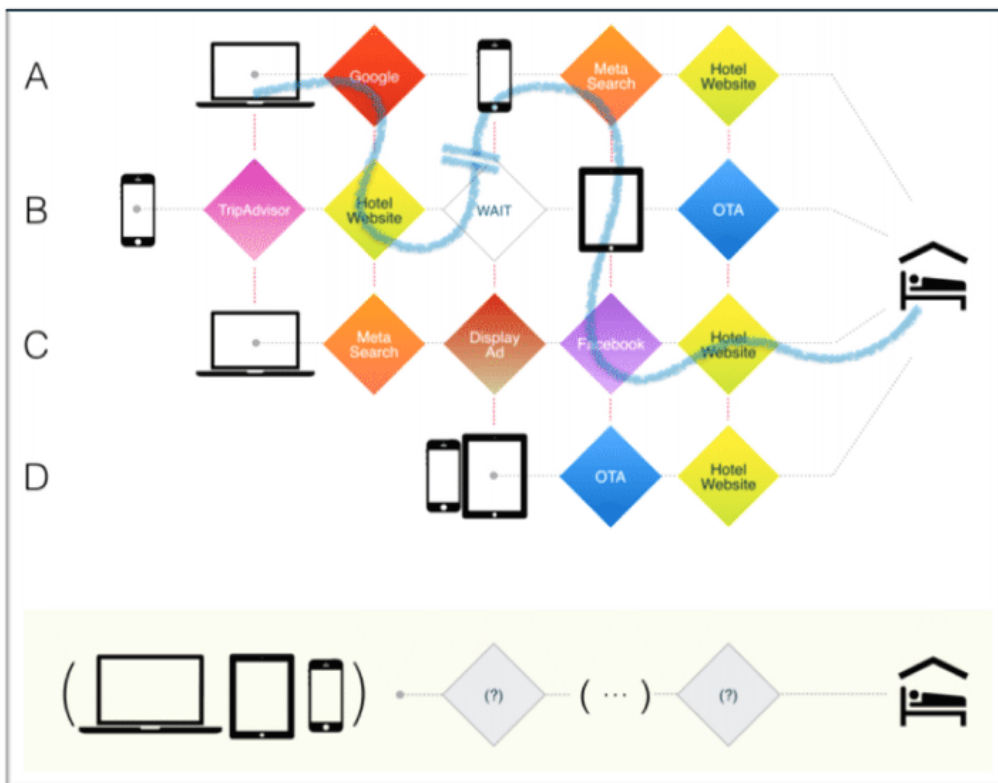 A
Google
Meta
Search
Hotel
Website
B
TripAdvisor
Hotel
Website
WAIT
OTA
C
Meta
Search
Display
Ad
Facebook
Hotel
Website
D
OTA
Hotel
Website
( ) (?) ( ... ) (?)